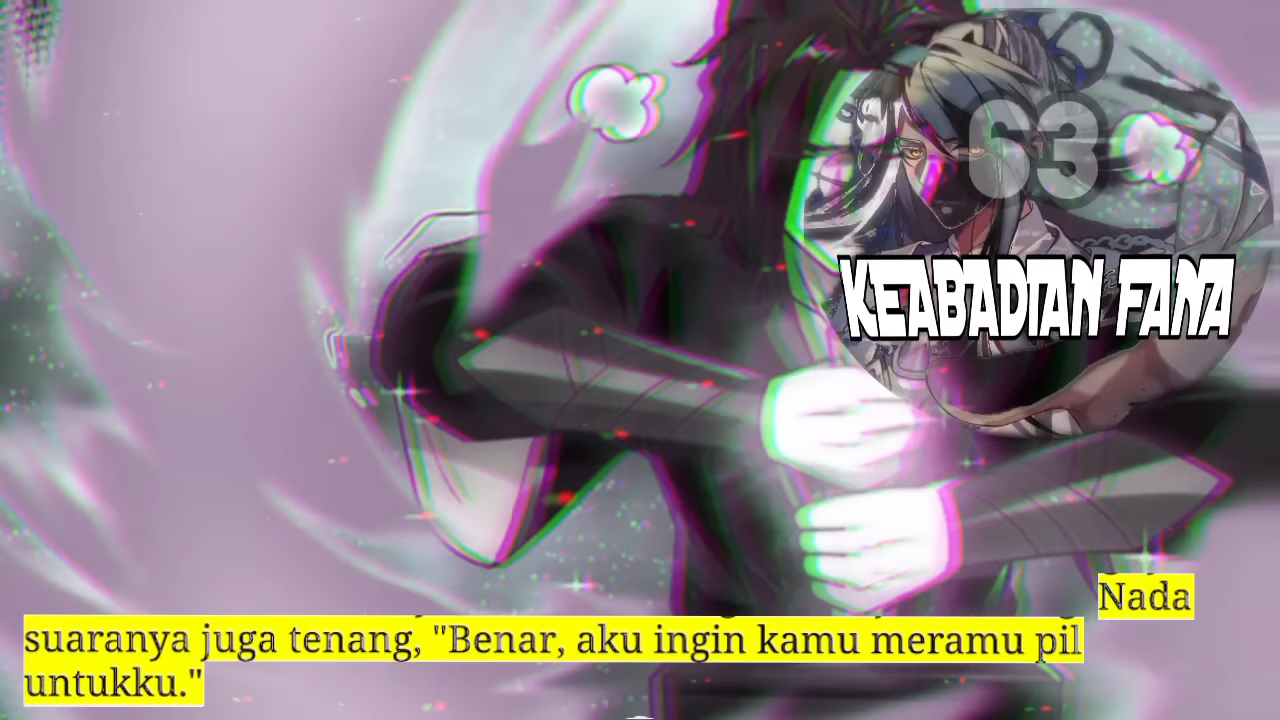 63
KEABADIAN FANA
Nada
suaranya juga tenang, "Benar, aku ingin kamu meramu pil
untukku."